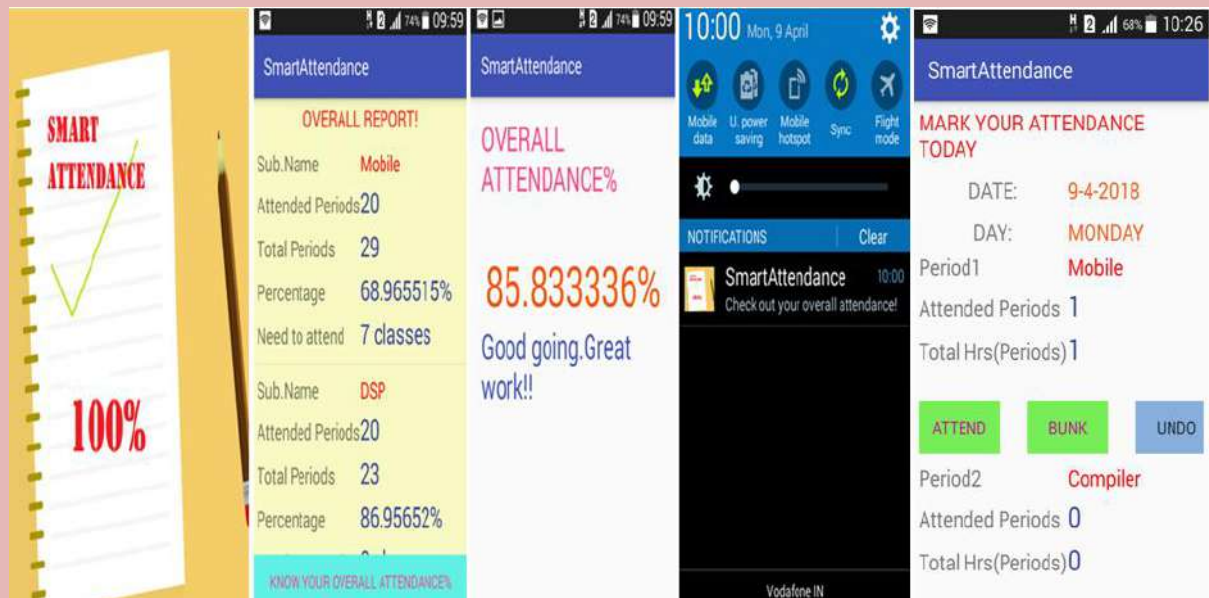 SMART
ATTENDANCE
100%
74% 09:59
SmartAttendance
OVERALL REPORT!
Sub.Name Mobile
Attended Periods 20
Total Periods 29
Percentage 68.965515%
Need to attend 7 classes
Sub.Name DSP
Attended Periods 20
Total Periods 23
Percentage 86.95652%
KNOW YOUR OVERALL ATTENDANCE%
2 74% 09:59
SmartAttendance
OVERALL
ATTENDANCE%
85.833336%
Good going.Great
work!!
10:00 Mon, 9 April
Mobile data
U. power saving
Mobile hotspot
Sync
Flight mode
NOTIFICATIONS Clear
SmartAttendance 10:00
Check out your overall attendance!
Vodafone IN
H 2 68% 10:26
SmartAttendance
MARK YOUR ATTENDANCE
TODAY
DATE: 9-4-2018
DAY: MONDAY
Period1 Mobile
Attended Periods 1
Total Hrs(Periods) 1
ATTEND BUNK UNDO
Period2 Compiler
Attended Periods 0
Total Hrs(Periods) 0